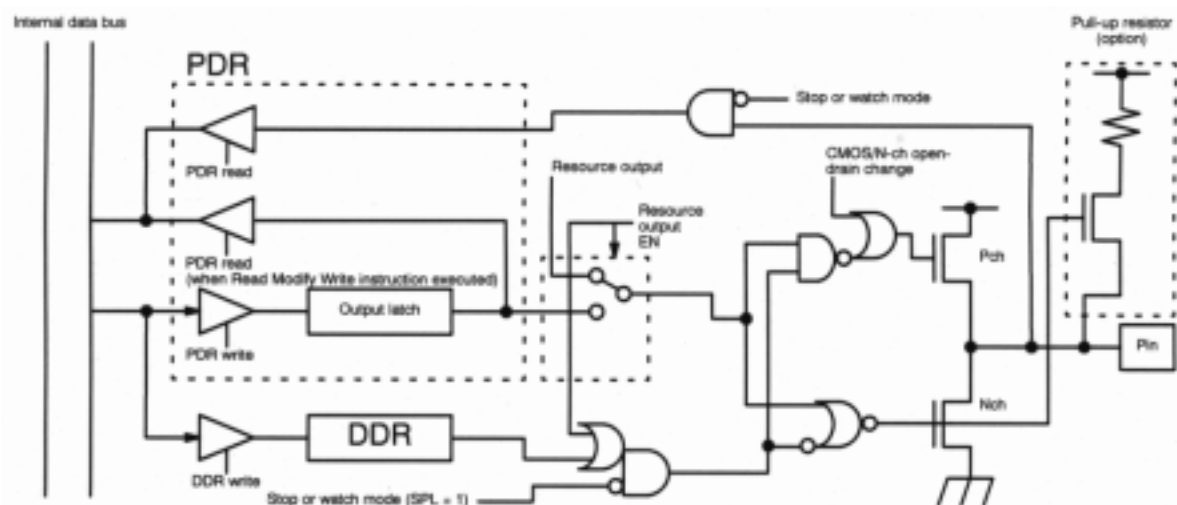 Internal data bus
Pull-up resistor
(option)
PDR
Stop or watch mode
PDR read
CMOS/N-ch open-
drain change
Resource output
Resource
output
EN
PDR read
(when Read Modify Write instruction executed)
Pch
Output latch
PDR write
Pin
Nch
DDR
DDR write
Stop or watch mode (SPL = 1)